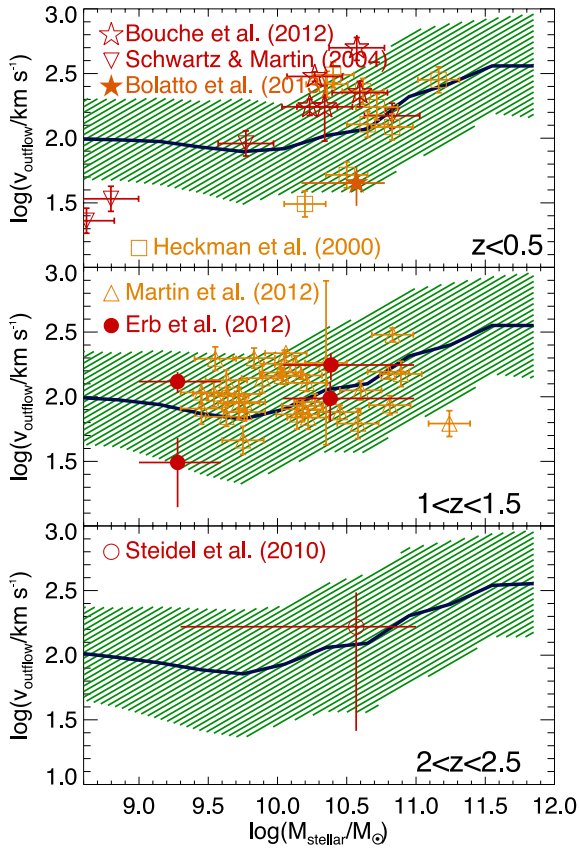 3.0
2.5
2.0
1.5
log(v_outflow/km s⁻¹)
Bouche et al. (2012)
Schwartz & Martin (2004)
Bolatto et al. (2013)
Heckman et al. (2000)
z<0.5
3.0
2.5
2.0
1.5
log(v_outflow/km s⁻¹)
Martin et al. (2012)
Erb et al. (2012)
1<z<1.5
3.0
2.5
2.0
1.5
1.0
log(v_outflow/km s⁻¹)
Steidel et al. (2010)
2<z<2.5
9.0 9.5 10.0 10.5 11.0 11.5 12.0
log(M_stellar/M_⊙)